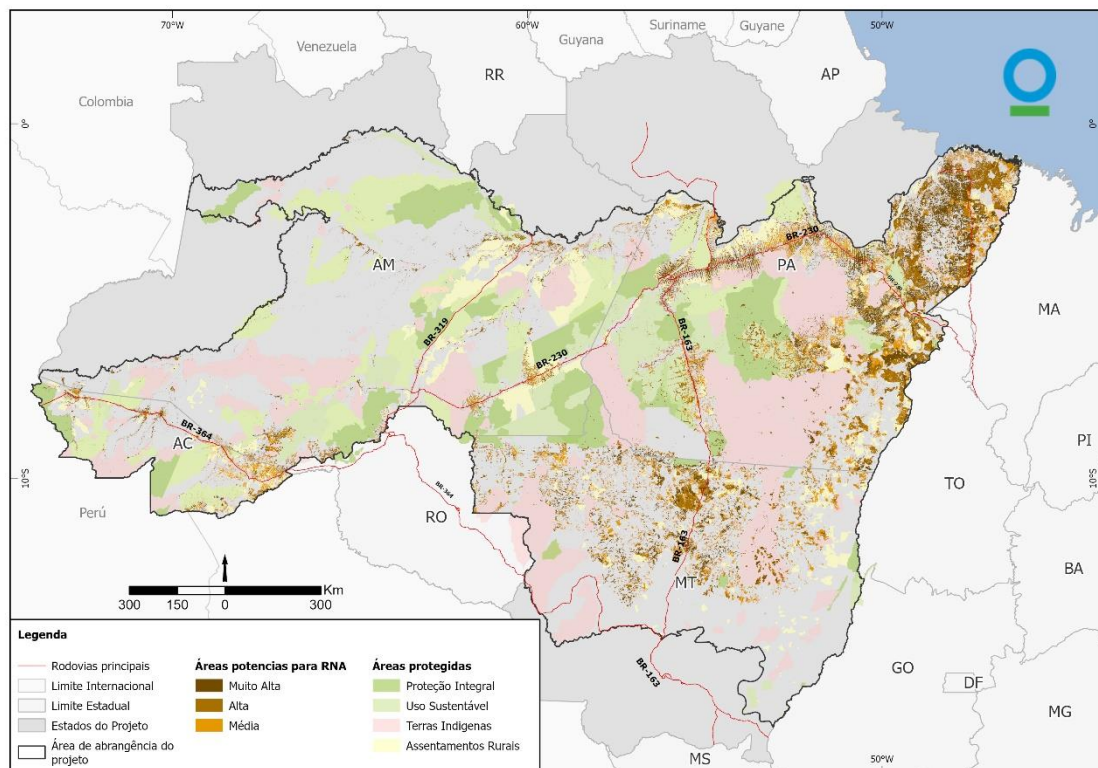 70°W
60°W
50°W
Venezuela
Guyana
Suriname
Guyane
Colombia
RR
AP
0°
0°
AM
BR-230
PA
BR-319
BR-163
MA
BR-230
AC
BR-364
PI
10°S
10°S
Perú
RO
BR-364
TO
BR-163
MT
BA
300 150 0 300 Km
GO
DF
BR-163
MG
MS
50°W
Legenda
Rodovias principais
Limite Internacional
Limite Estadual
Estados do Projeto
Área de abrangência do
projeto
Áreas potencias para RNA
Muito Alta
Alta
Média
Áreas protegidas
Proteção Integral
Uso Sustentável
Terras Indigenas
Assentamentos Rurais